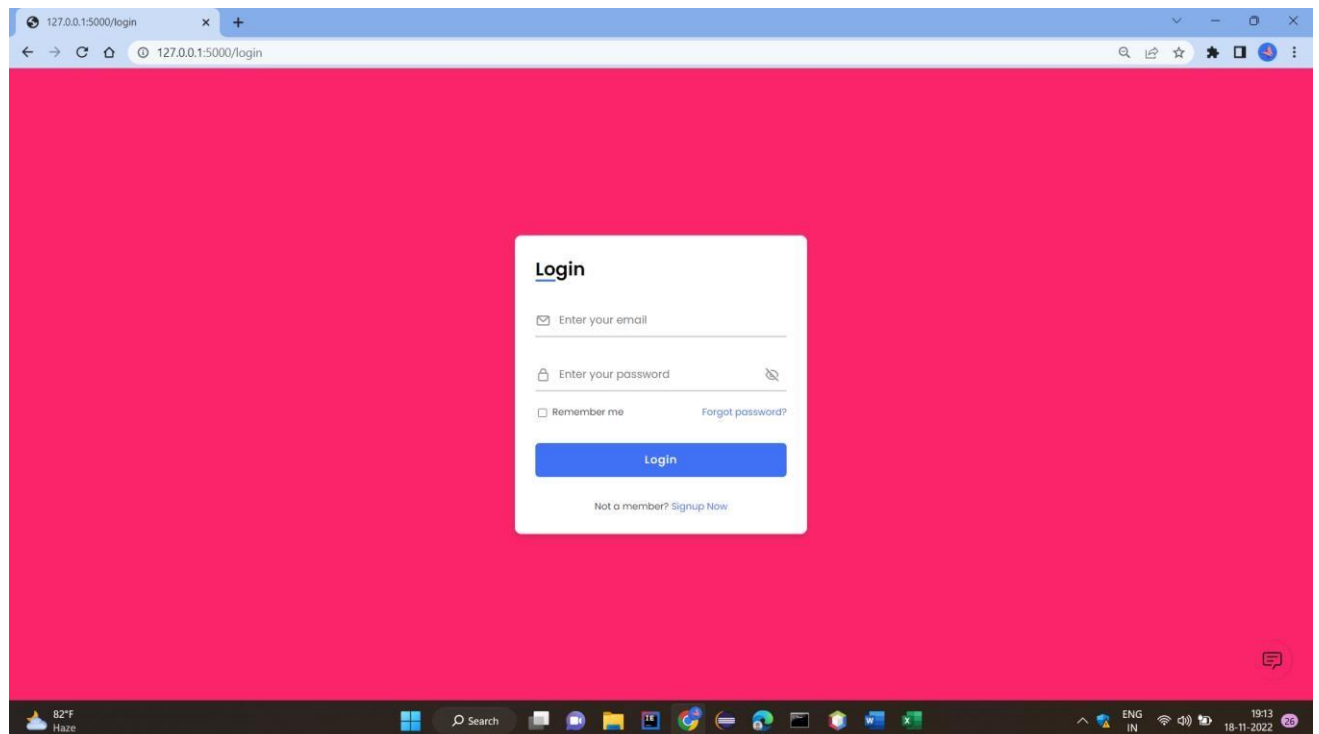 127.0.0.1:5000/login
127.0.0.1:5000/login
Login
Enter your email
Enter your password
Remember me Forgot password?
Login
Not a member? Signup Now
82°F
Haze
Search
IE
W
X
ENG
IN
19:13
18-11-2022
26